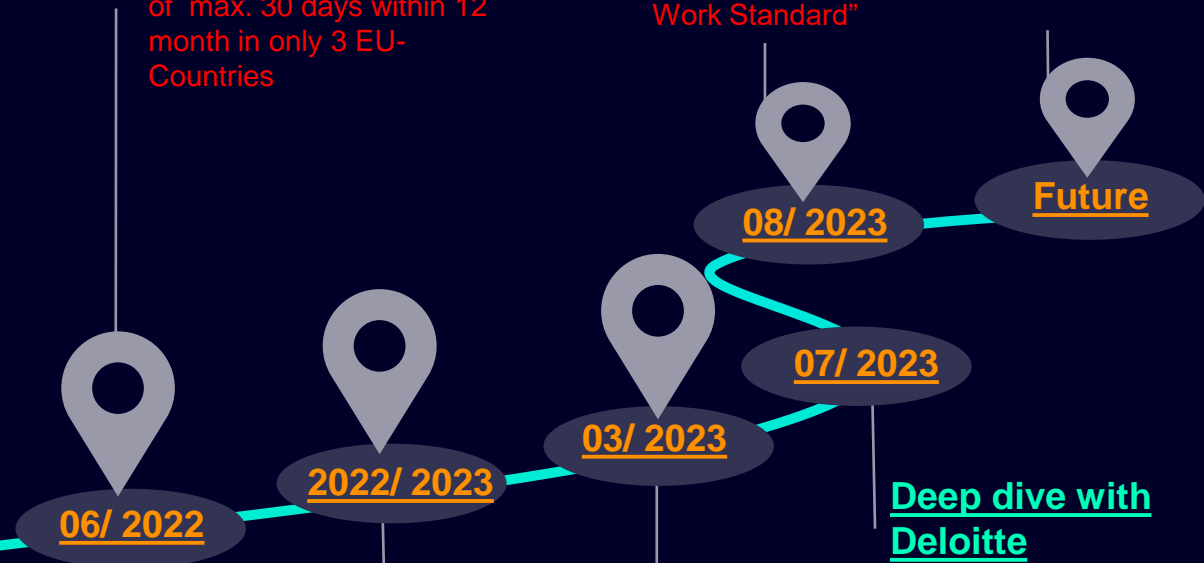 of max. 30 days within 12
month in only 3 EU-
Countries
Work Standard”
Future
08/ 2023
07/ 2023
03/ 2023
2022/ 2023
06/ 2022
Deep dive with
Deloitte